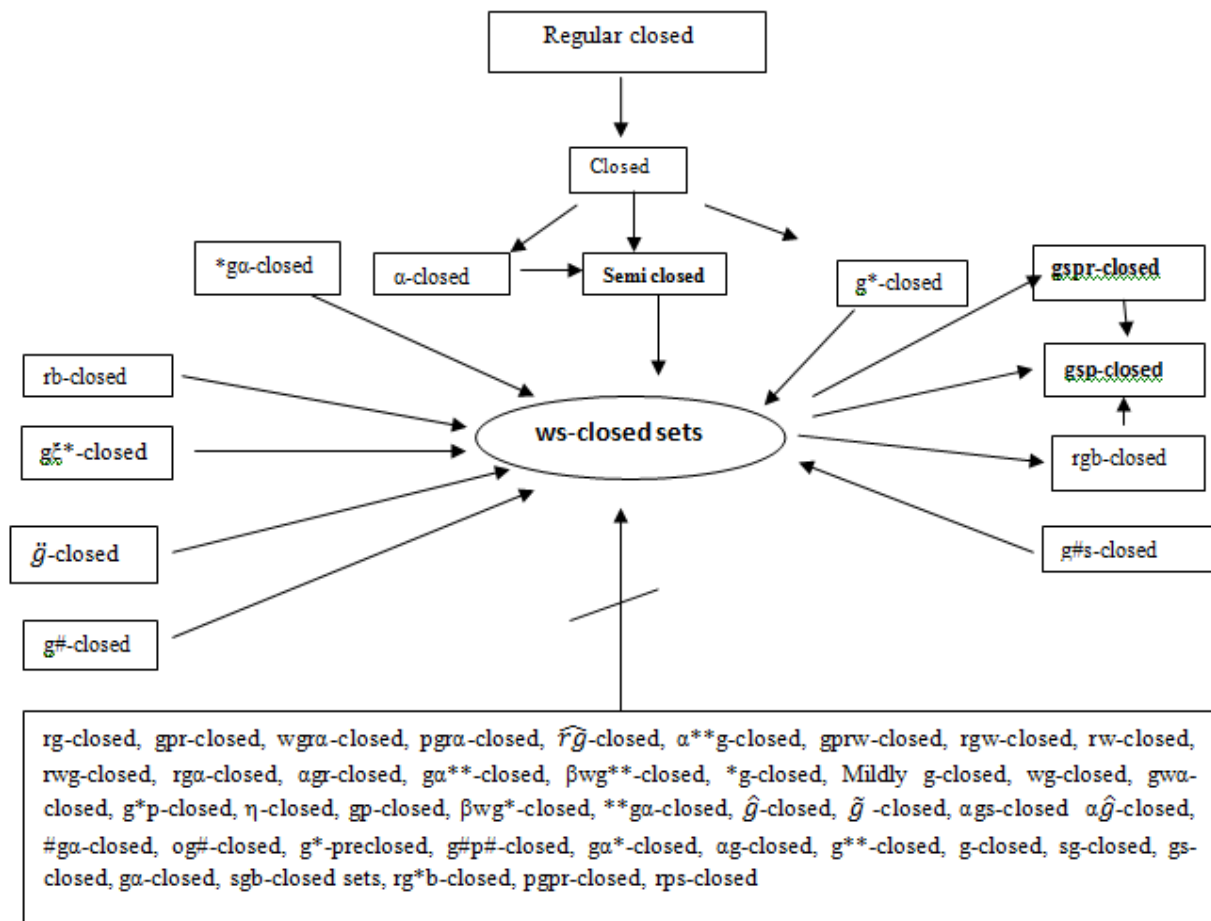 Regular closed
Closed
*gα-closed
α-closed
Semi closed
g*-closed
gspr-closed
rb-closed
gsp-closed
ws-closed sets
gξ*-closed
rgb-closed
g̈-closed
g#s-closed
g#-closed
rg-closed, gpr-closed, wgrα-closed, pgrα-closed, r͡g͂-closed, α**g-closed, gprw-closed, rgw-closed, rw-closed,
rwg-closed, rgα-closed, αgr-closed, gα**-closed, βwg**-closed, *g-closed, Mildly g-closed, wg-closed, gwα-
closed, g*p-closed, η-closed, gp-closed, βwg*-closed, **gα-closed, ĝ-closed, g̃ -closed, αgs-closed αĝ-closed,
#gα-closed, og#-closed, g*-preclosed, g#p#-closed, gα*-closed, αg-closed, g**-closed, g-closed, sg-closed, gs-
closed, gα-closed, sgb-closed sets, rg*b-closed, pgpr-closed, rps-closed